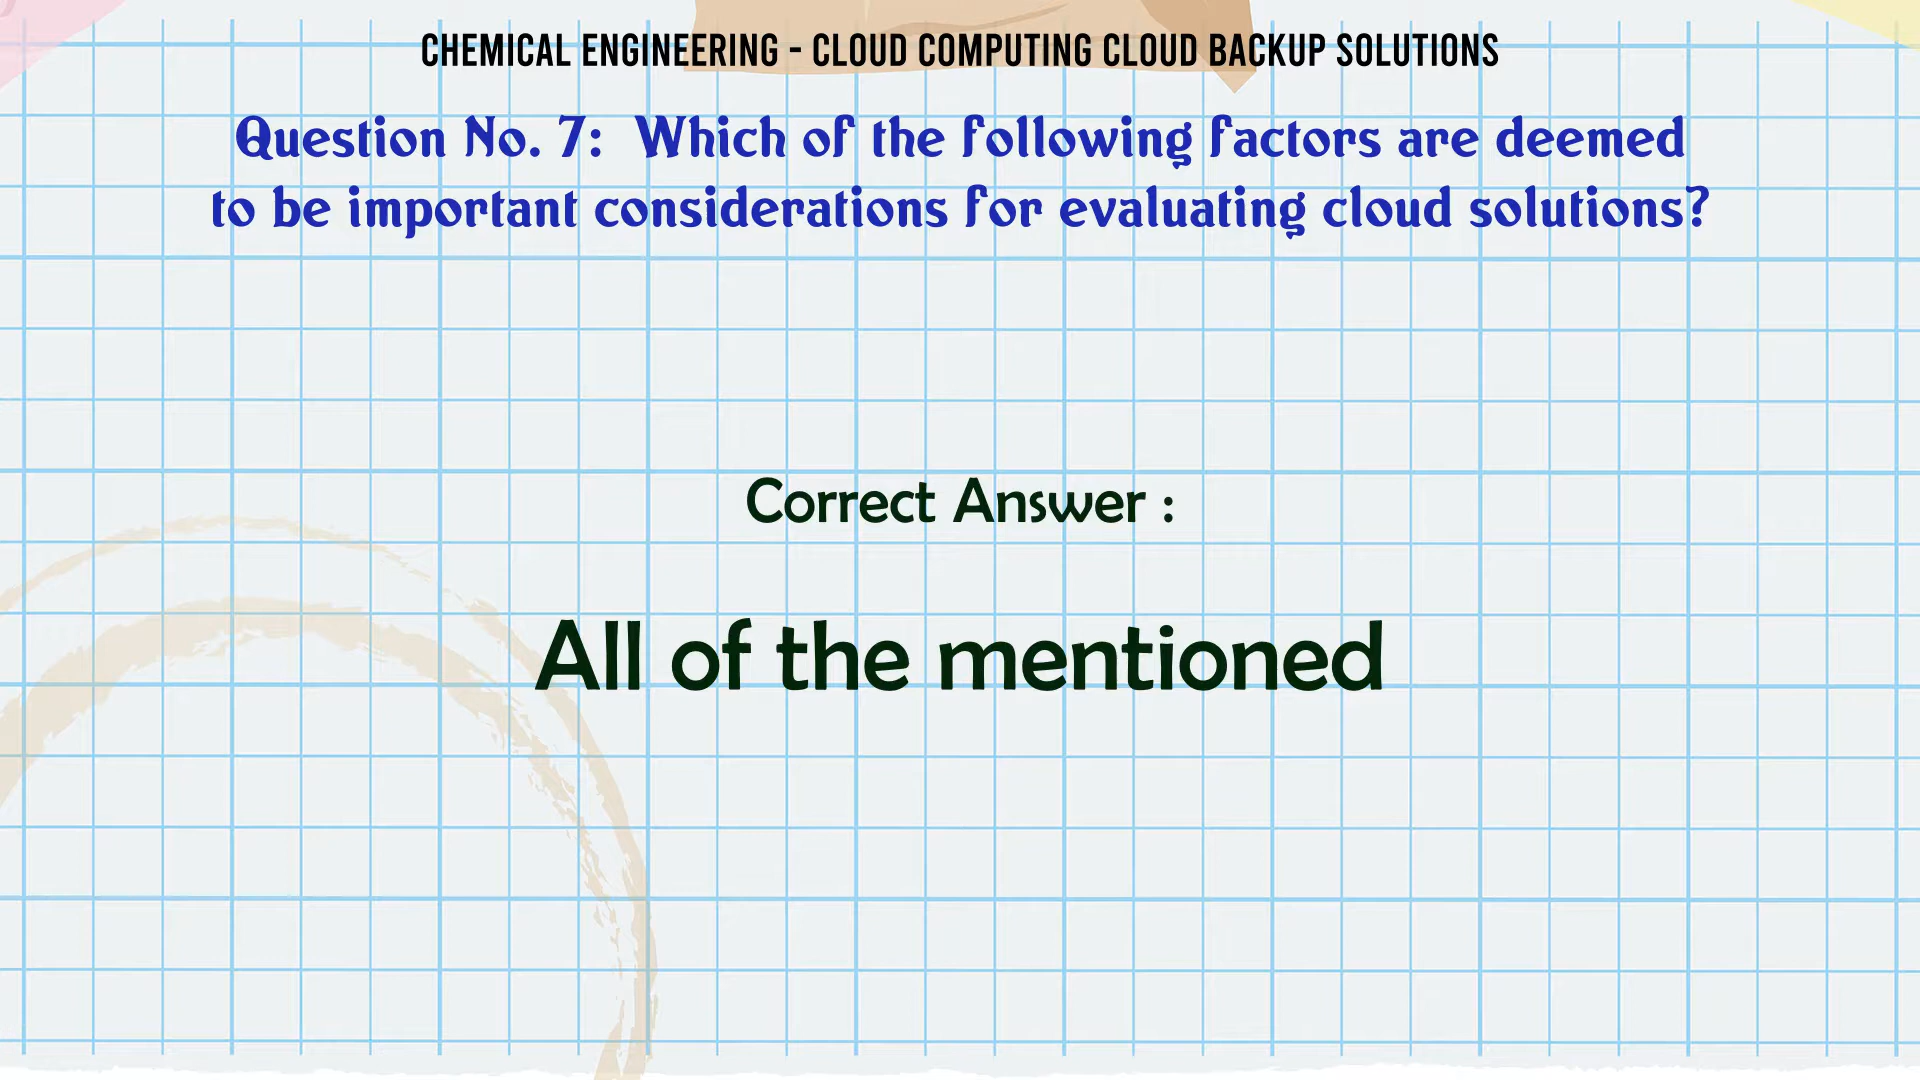 CHEMICAL ENGINEERING - CLOUD COMPUTING CLOUD BACKUP SOLUTIONS
Question No. 7: Which of the following factors are deemed
to be important considerations for evaluating cloud solutions?
Correct Answer :
All of the mentioned